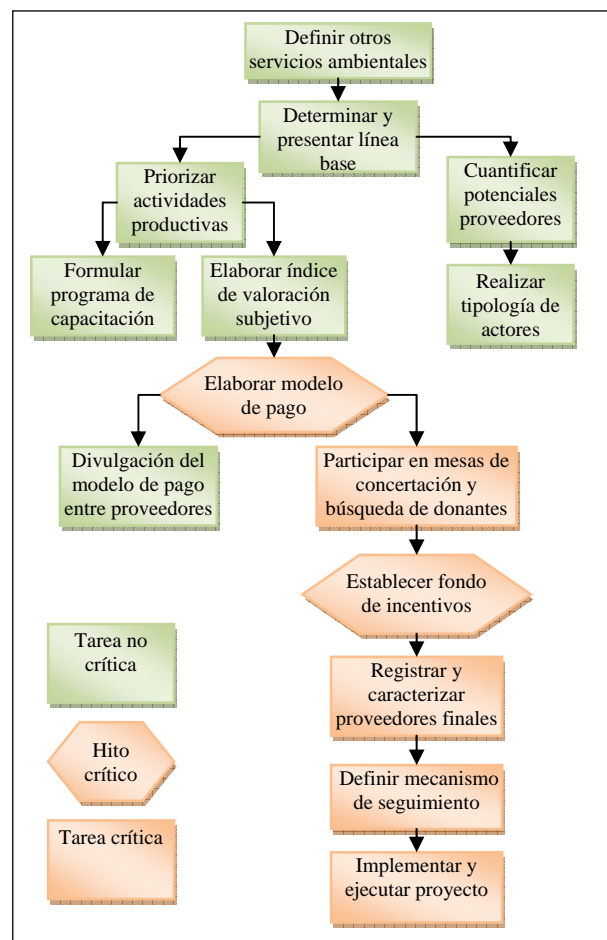 Definir otros
servicios ambientales
Determinar y
presentar línea
base
Priorizar
actividades
productivas
Cuantificar
potenciales
proveedores
Formular
programa de
capacitación
Elaborar índice
de valoración
subjetivo
Realizar
tipología de
actores
Elaborar modelo
de pago
Divulgación del
modelo de pago
entre proveedores
Participar en mesas de
concertación y
búsqueda de donantes
Establecer fondo
de incentivos
Tarea no
crítica
Registrar y
caracterizar
proveedores finales
Hito
crítico
Definir mecanismo
de seguimiento
Tarea crítica
Implementar y
ejecutar proyecto